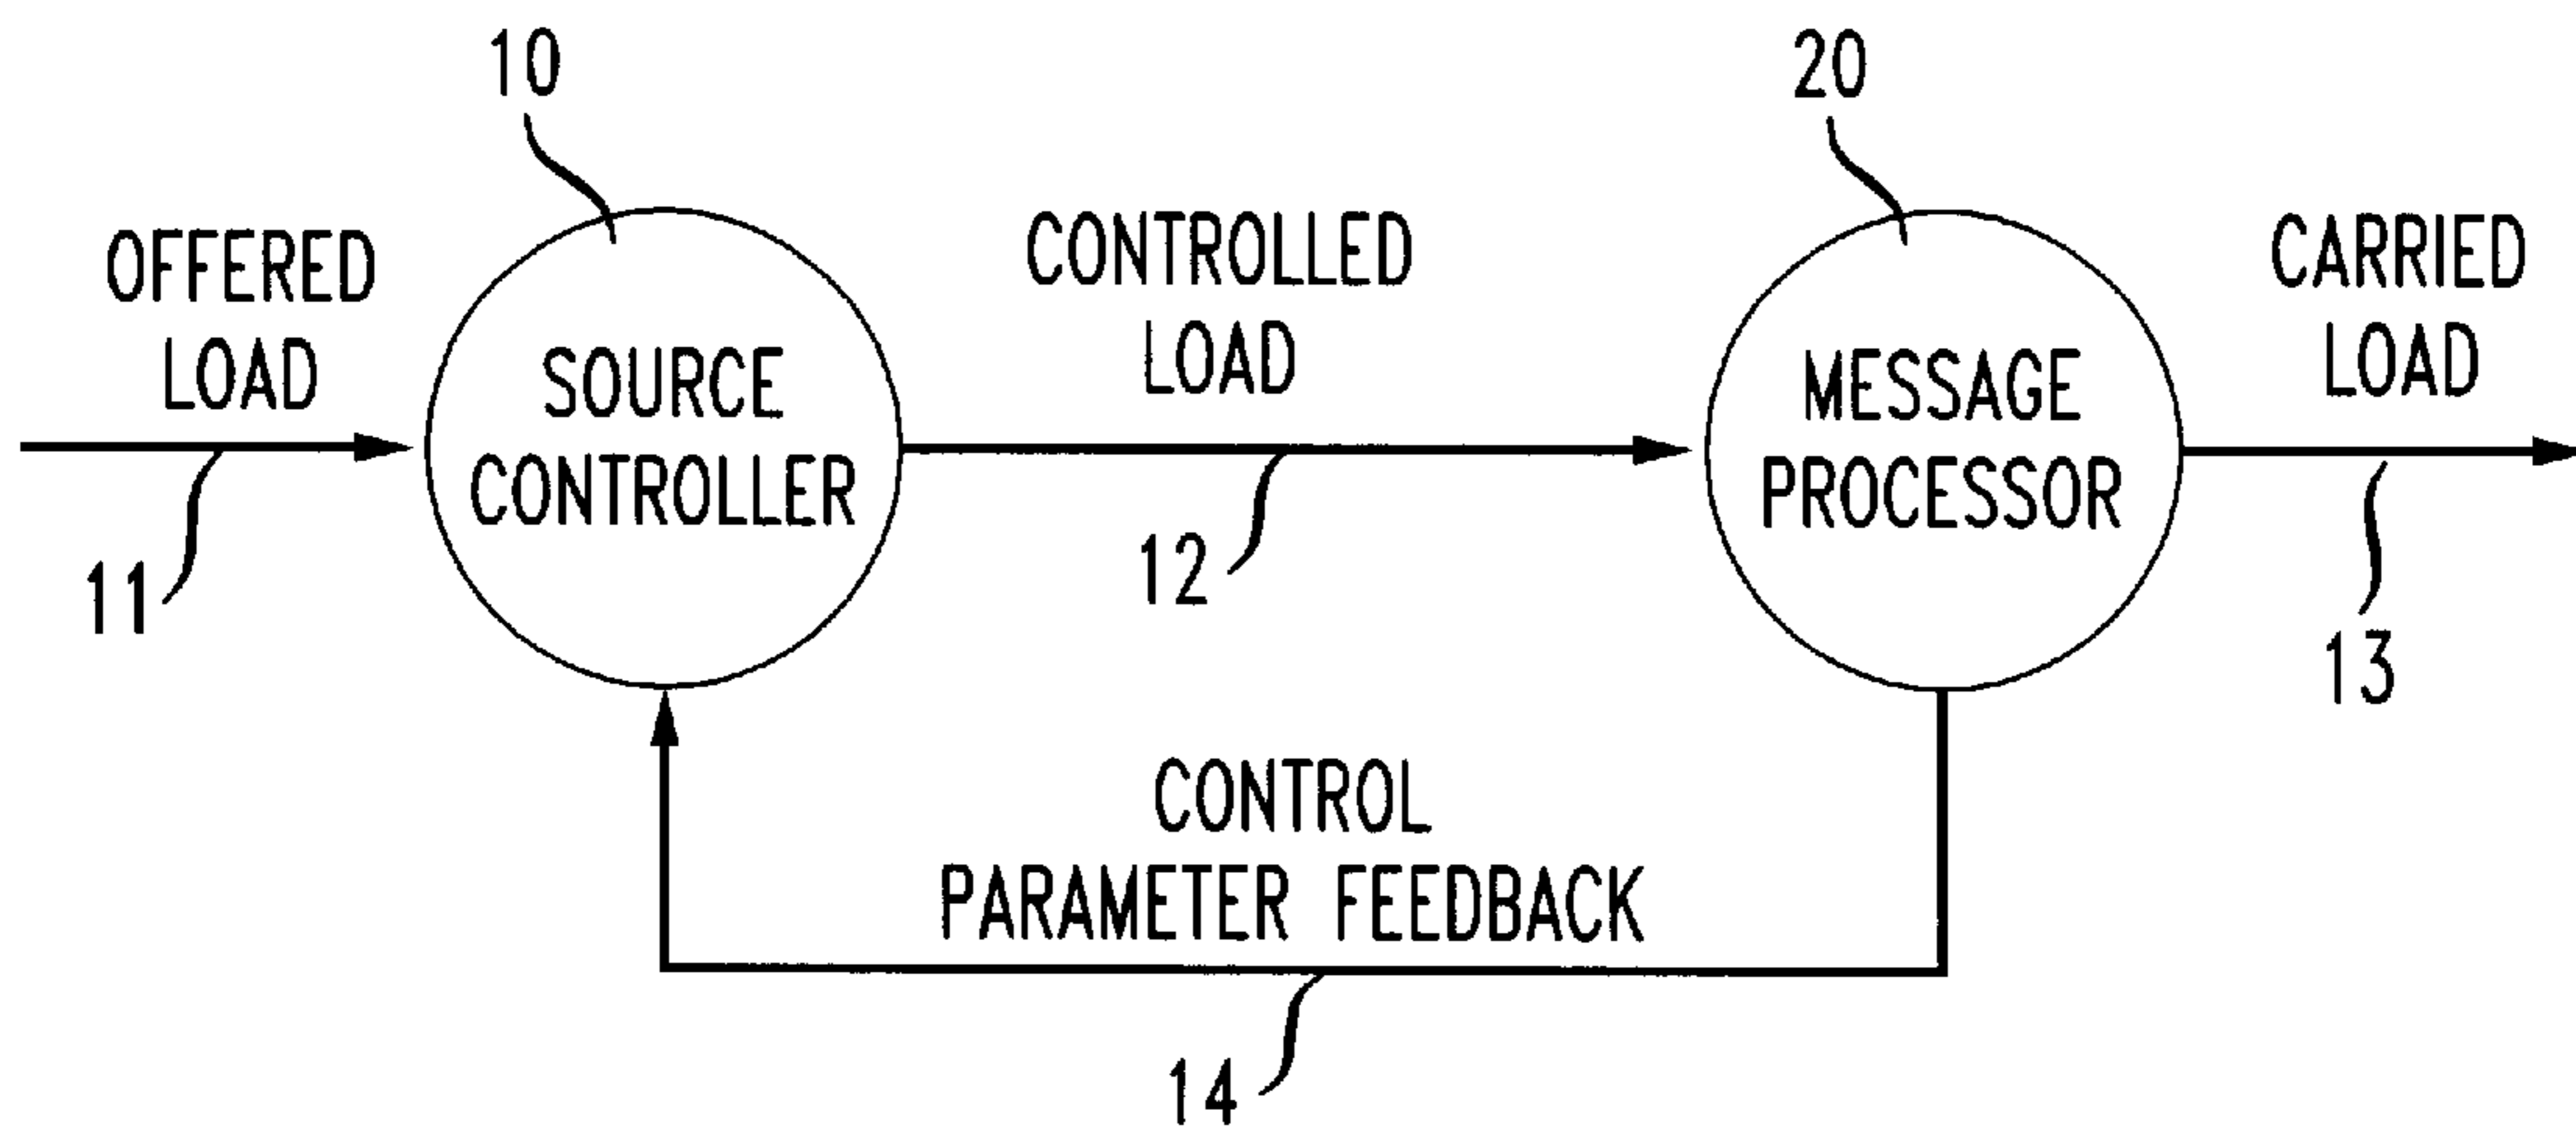 10
20
OFFERED
LOAD
SOURCE
CONTROLLER
CONTROLLED
LOAD
MESSAGE
PROCESSOR
CARRIED
LOAD
11
12
13
CONTROL
PARAMETER FEEDBACK
14